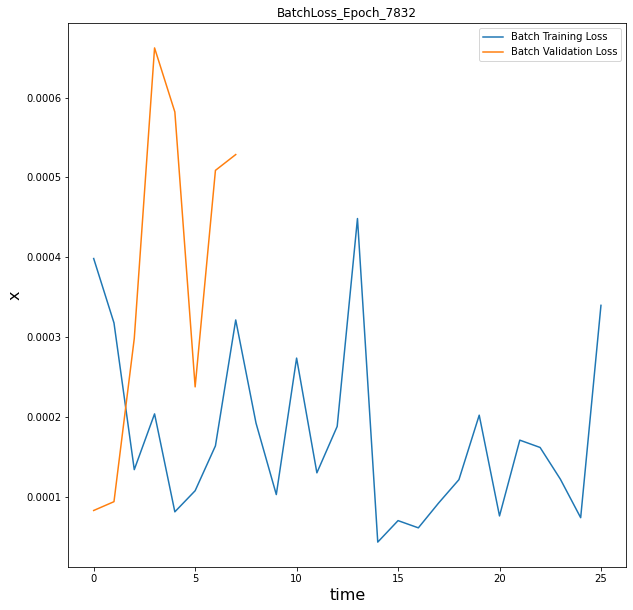 BatchLoss_Epoch_7832
Batch Training Loss
Batch Validation Loss
0.0006
0.0005
0.0004
0.0003
0.0002
0.0001
x
0 5 10 15 20 25
time